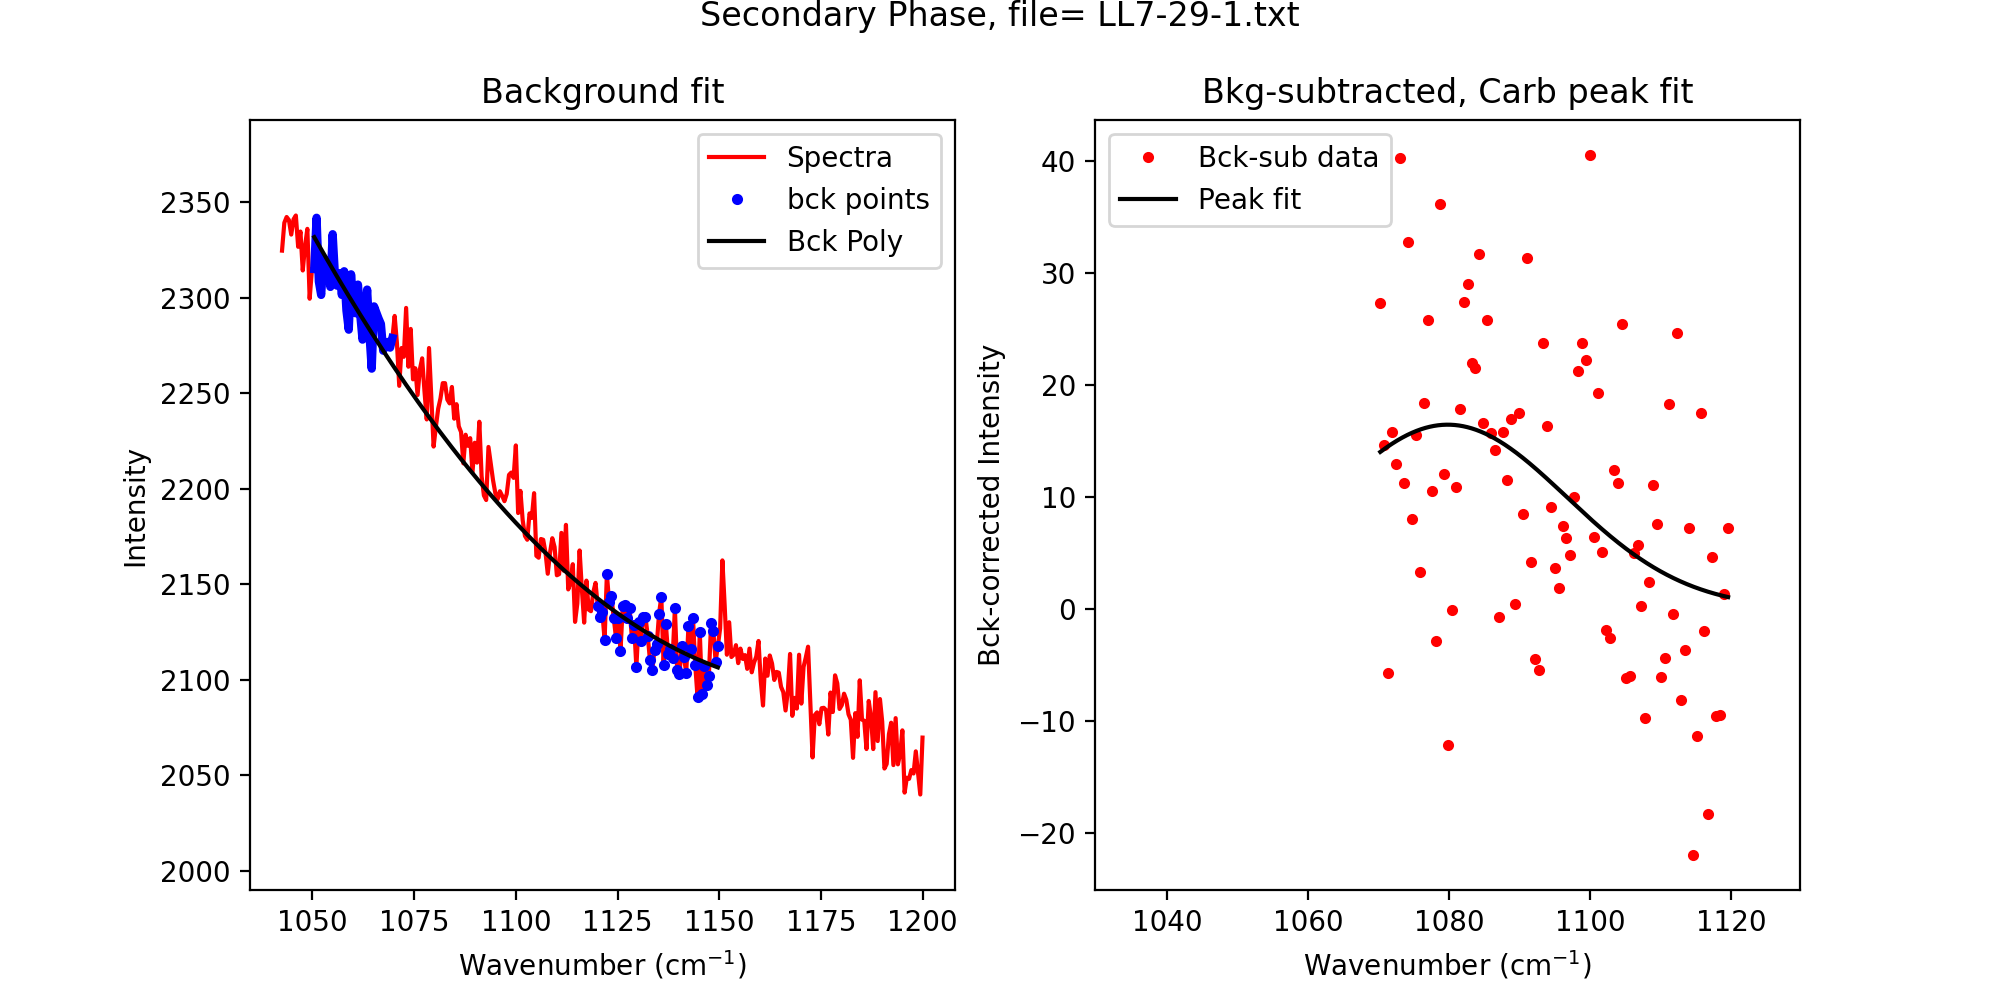 Secondary Phase, file= LL7-29-1.txt
Background fit
Spectra
bck points
Bck Poly
Intensity
2350
2300
2250
2200
2150
2100
2050
2000
1050 1075 1100 1125 1150 1175 1200
Wavenumber (cm⁻¹)
Bkg-subtracted, Carb peak fit
Bck-sub data
Peak fit
Bck-corrected Intensity
40
30
20
10
0
−10
−20
1040 1060 1080 1100 1120
Wavenumber (cm⁻¹)